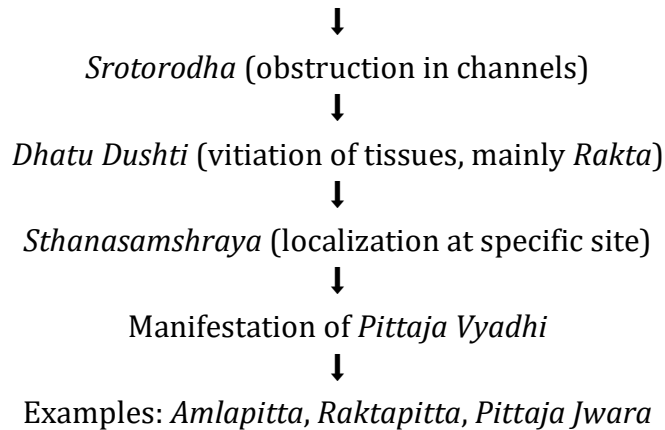 Srotorodha (obstruction in channels)
Dhatu Dushti (vitiation of tissues, mainly Rakta)
Sthanasamshraya (localization at specific site)
Manifestation of Pittaja Vyadhi
Examples: Amlapitta, Raktapitta, Pittaja Jwara